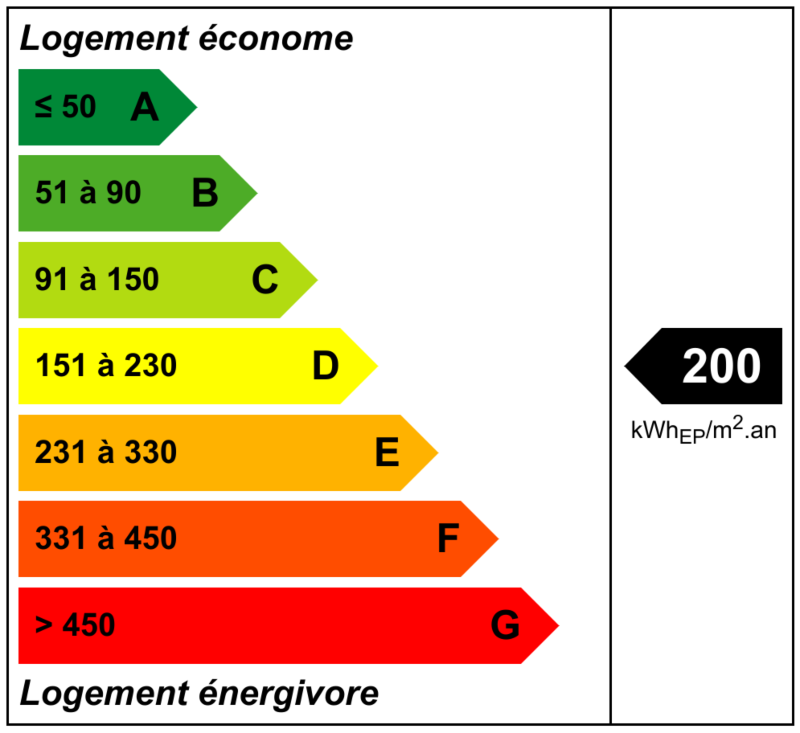 Logement économe
≤ 50 A
51 à 90 B
91 à 150 C
151 à 230 D
200
kWhEP/m².an
231 à 330 E
331 à 450 F
> 450 G
Logement énergivore